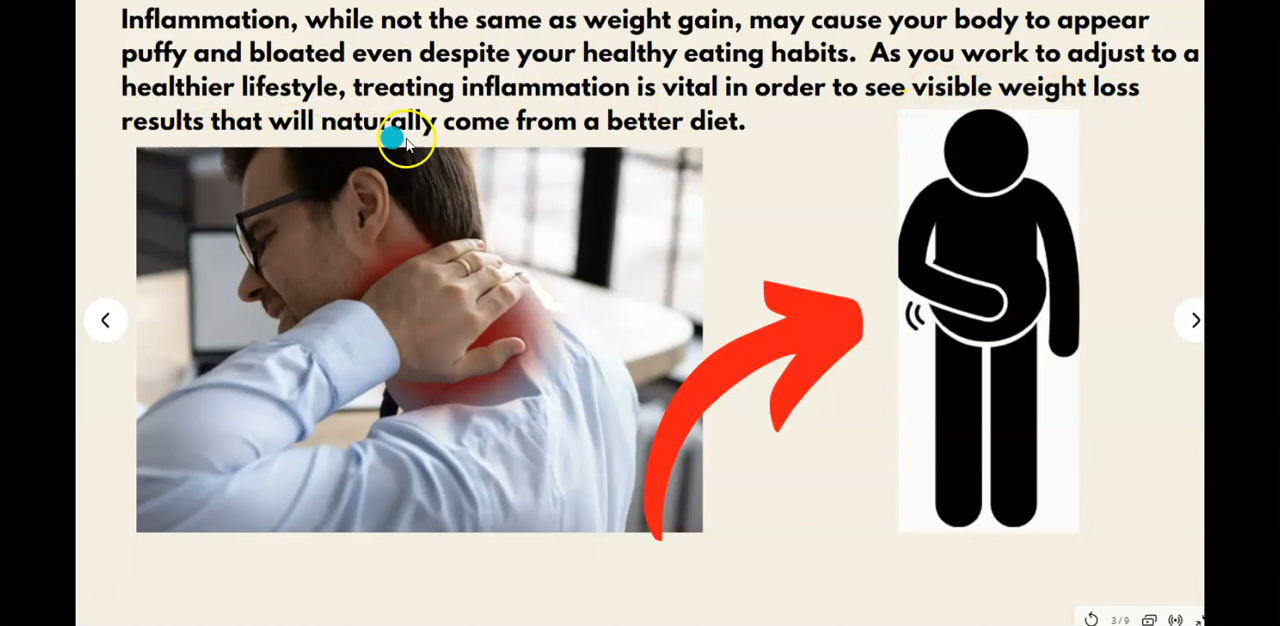 Inflammation, while not the same as weight gain, may cause your body to appear
puffy and bloated even despite your healthy eating habits.  As you work to adjust to a
healthier lifestyle, treating inflammation is vital in order to see visible weight loss
results that will naturally come from a better diet.
3 / 9